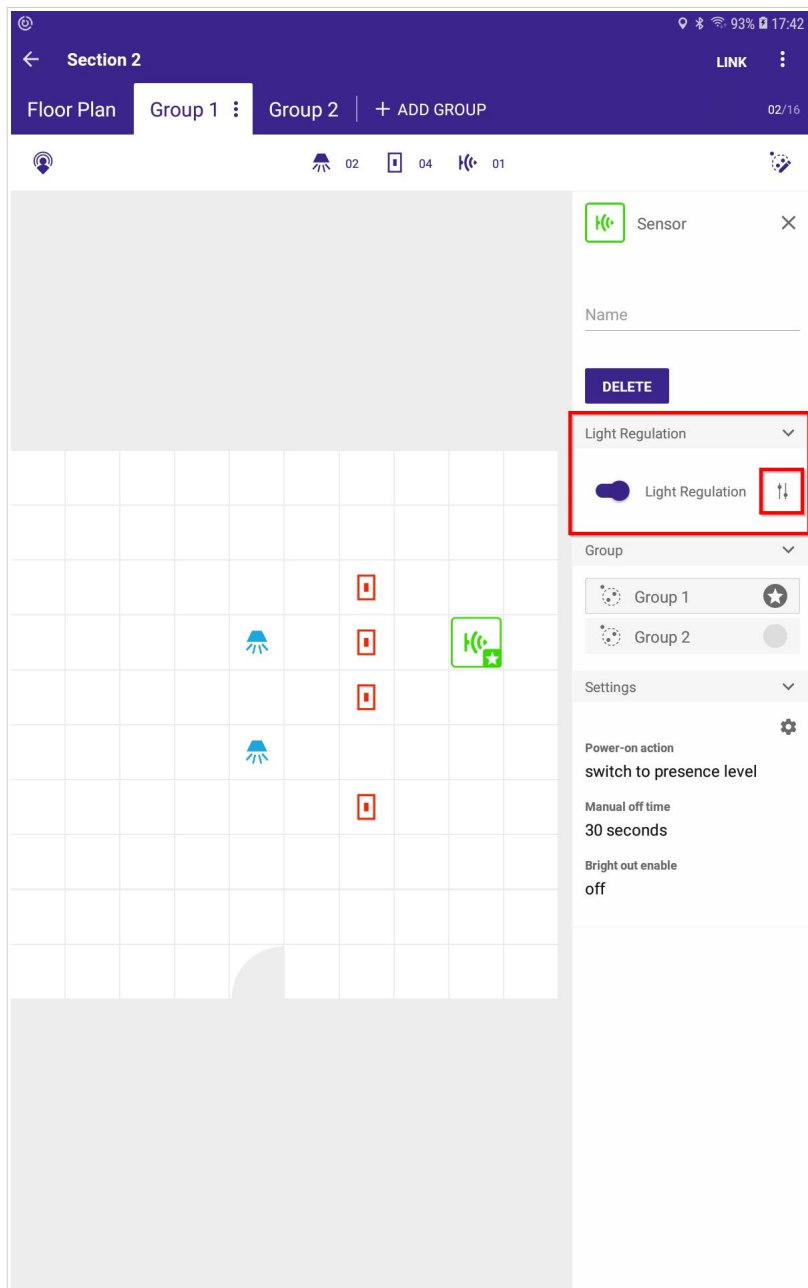 93% 17:42
Section 2 LINK
Floor Plan Group 1 Group 2 + ADD GROUP 02/16
02 04 01
Sensor
Name
DELETE
Light Regulation
Light Regulation
Group
Group 1
Group 2
Settings
Power-on action
switch to presence level
Manual off time
30 seconds
Bright out enable
off